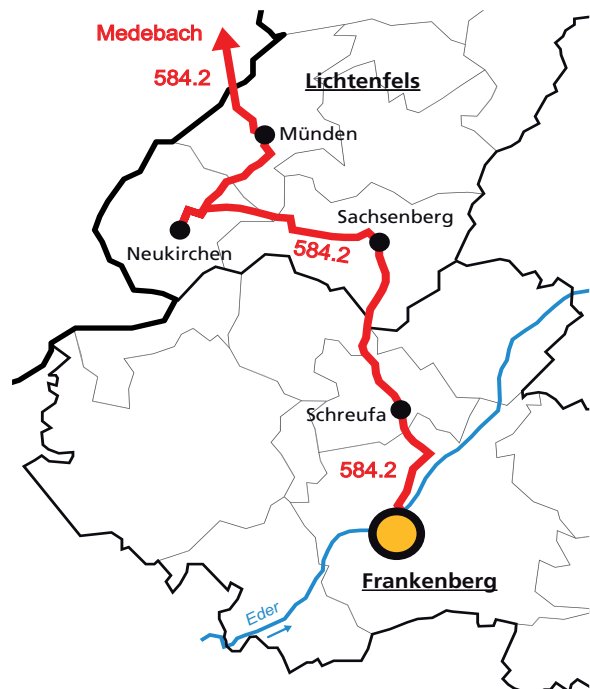 Medebach
584.2
Lichtenfels
Münden
Sachsenberg
Neukirchen
584.2
Schreufa
584.2
Frankenberg
Eder